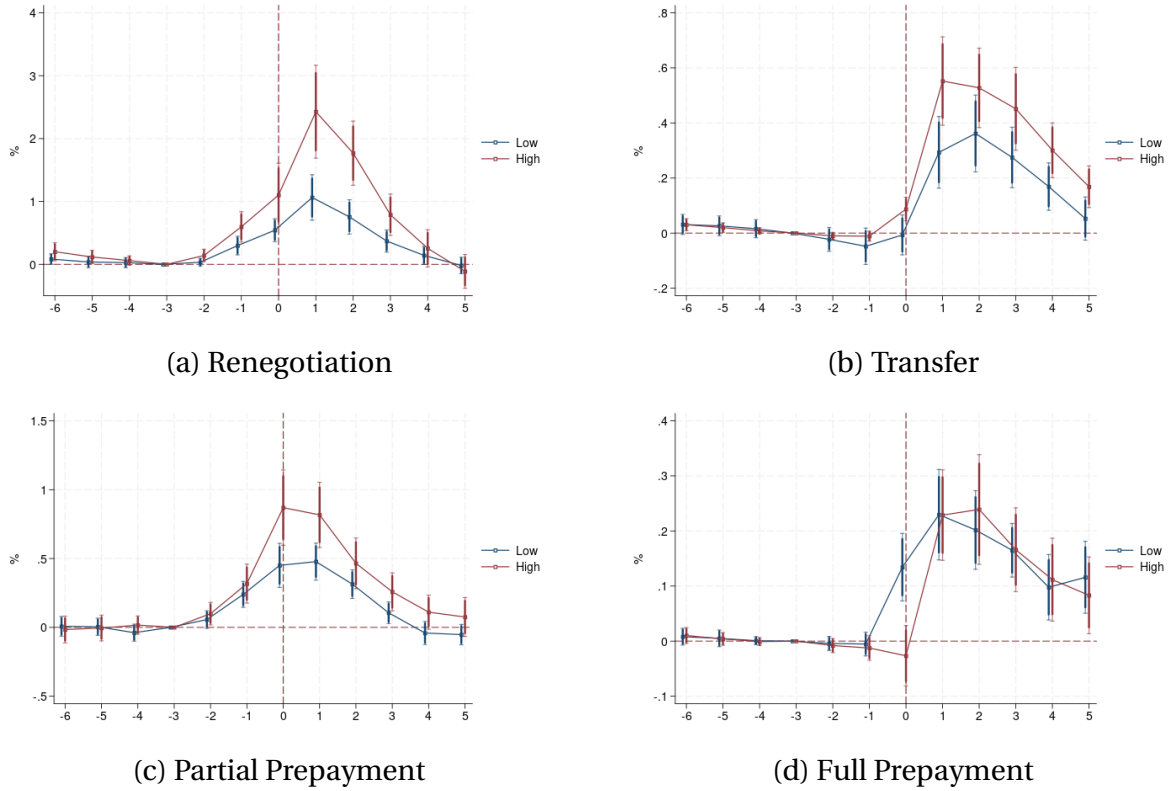 4
3
2
1
0
%
-6 -5 -4 -3 -2 -1 0 1 2 3 4 5
Low
High
(a) Renegotiation
.8
.6
.4
.2
0
-.2
%
-6 -5 -4 -3 -2 -1 0 1 2 3 4 5
Low
High
(b) Transfer
1.5
1
.5
0
-.5
%
-6 -5 -4 -3 -2 -1 0 1 2 3 4 5
Low
High
(c) Partial Prepayment
.4
.3
.2
.1
0
-.1
%
-6 -5 -4 -3 -2 -1 0 1 2 3 4 5
Low
High
(d) Full Prepayment